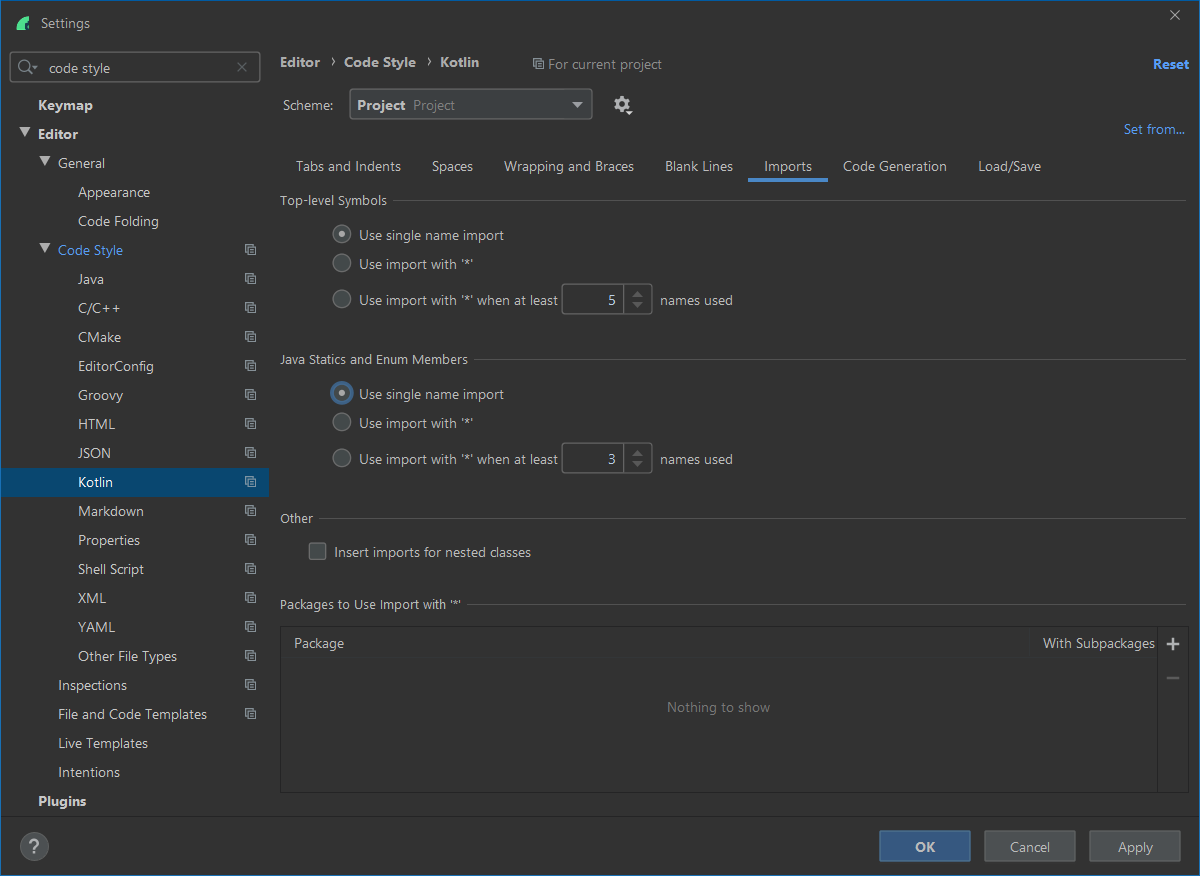 Settings
code style
Keymap
Editor
General
Appearance
Code Folding
Code Style
Java
C/C++
CMake
EditorConfig
Groovy
HTML
JSON
Kotlin
Markdown
Properties
Shell Script
XML
YAML
Other File Types
Inspections
File and Code Templates
Live Templates
Intentions
Plugins
Editor › Code Style › Kotlin For current project Reset
Scheme: Project Project
Set from...
Tabs and Indents Spaces Wrapping and Braces Blank Lines Imports Code Generation Load/Save
Top-level Symbols
Use single name import
Use import with '*'
Use import with '*' when at least 5 names used
Java Statics and Enum Members
Use single name import
Use import with '*'
Use import with '*' when at least 3 names used
Other
Insert imports for nested classes
Packages to Use Import with '*'
Package With Subpackages
Nothing to show
? OK Cancel Apply